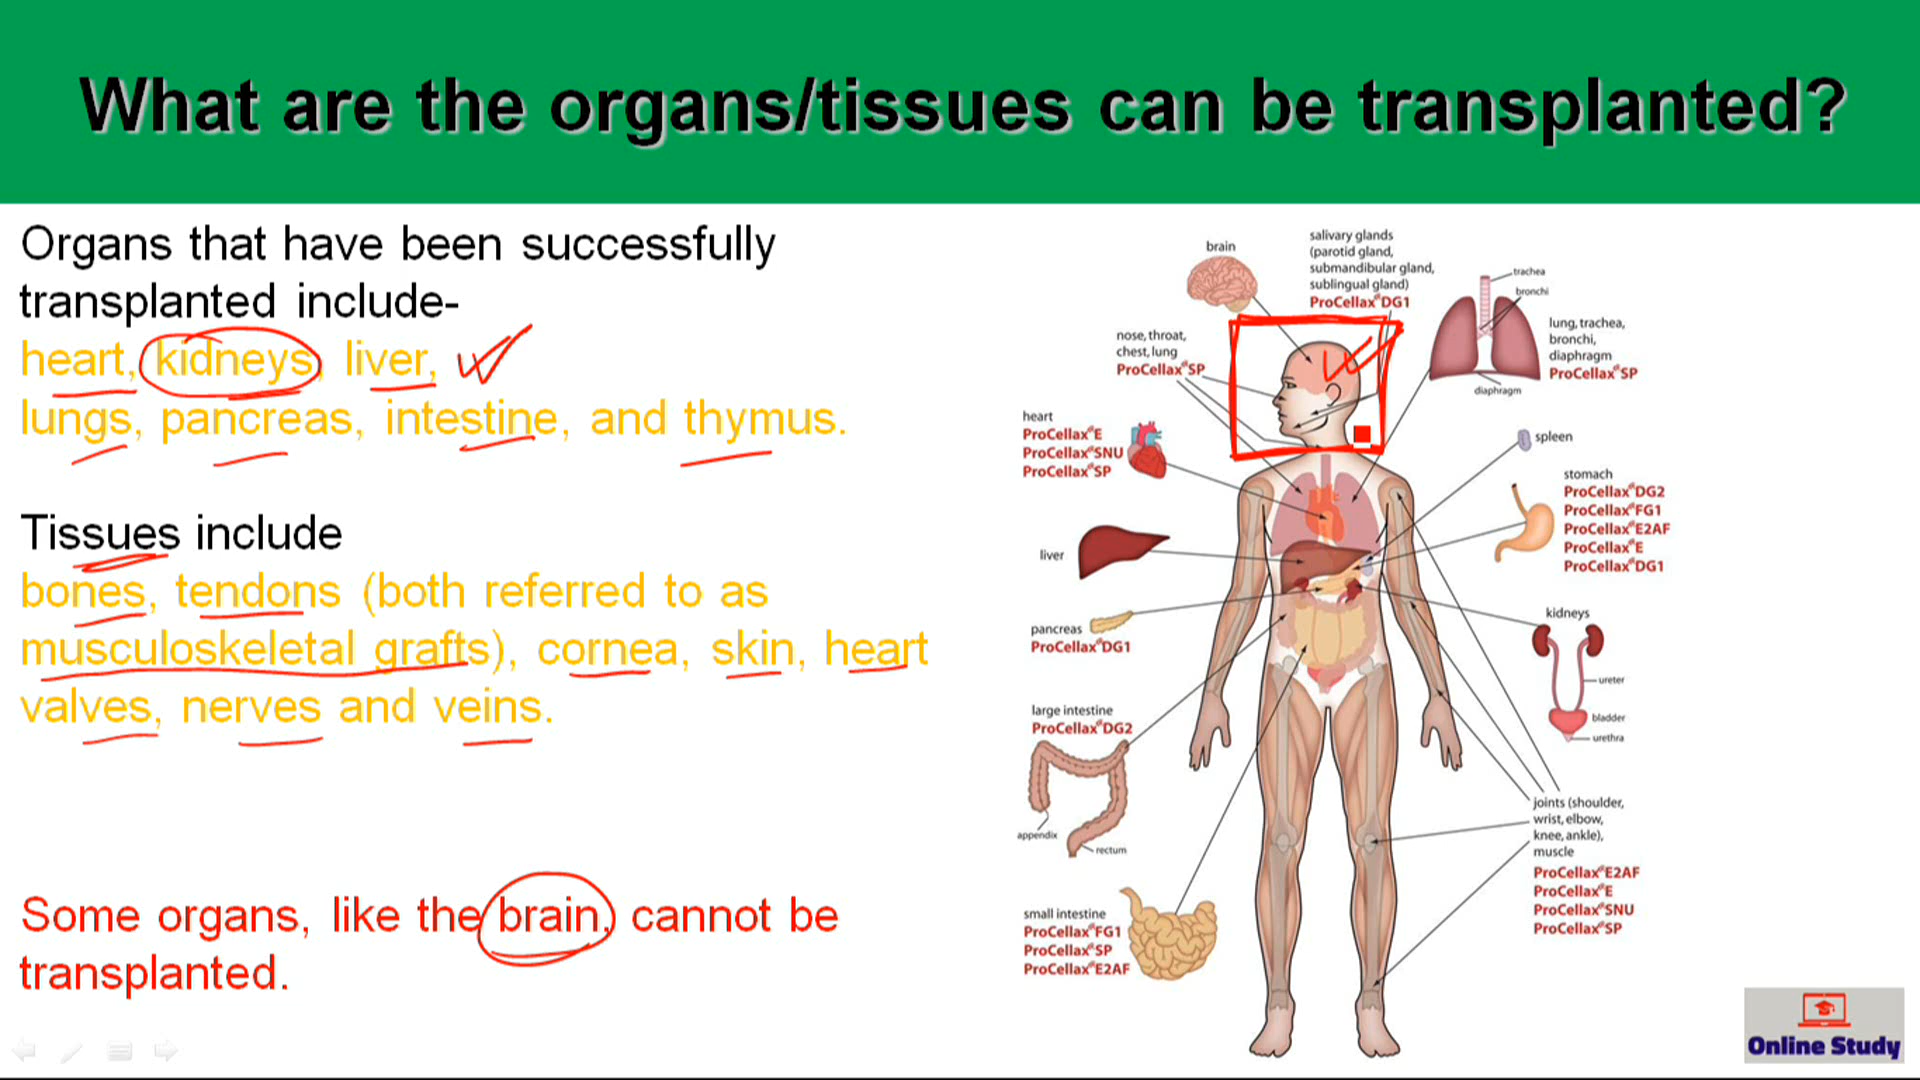 What are the organs/tissues can be transplanted?
Organs that have been successfully
transplanted include-
heart, kidneys, liver,
lungs, pancreas, intestine, and thymus.
Tissues include
bones, tendons (both referred to as
musculoskeletal grafts), cornea, skin, heart
valves, nerves and veins.
Some organs, like the brain, cannot be
transplanted.
brain
salivary glands
(parotid gland,
submandibular gland,
sublingual gland)
ProCellax DG1
trachea
bronchi
nose, throat,
chest, lung
ProCellax SP
lung, trachea,
bronchi,
diaphragm
ProCellax SP
diaphragm
heart
ProCellax E
ProCellax SNU
ProCellax SP
spleen
stomach
ProCellax DG2
ProCellax FG1
ProCellax E2AF
ProCellax E
ProCellax DG1
liver
kidneys
pancreas
ProCellax DG1
ureter
large intestine
ProCellax DG2
bladder
urethra
appendix
rectum
joints (shoulder,
wrist, elbow,
knee, ankle),
muscle
ProCellax E2AF
ProCellax E
ProCellax SNU
ProCellax SP
small intestine
ProCellax FG1
ProCellax SP
ProCellax E2AF
Online Study